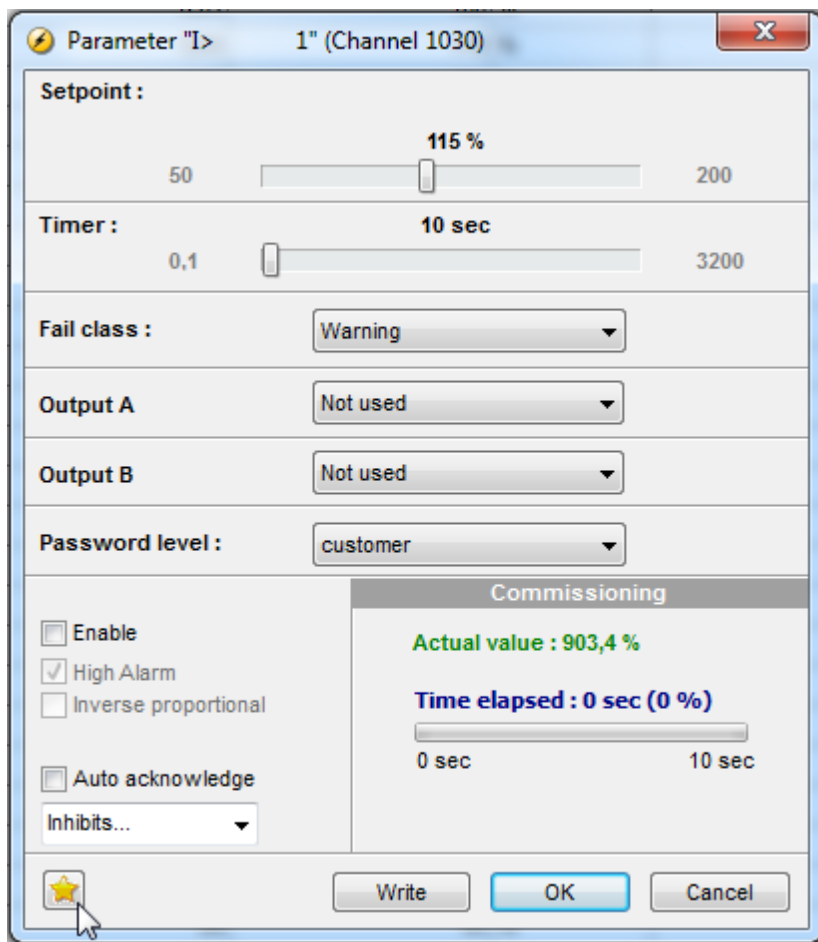 Parameter "I> 1" (Channel 1030)
Setpoint :
115 %
50 200
Timer : 10 sec
0,1 3200
Fail class : Warning
Output A Not used
Output B Not used
Password level : customer
Commissioning
Enable
High Alarm
Inverse proportional
Auto acknowledge
Inhibits...
Actual value : 903,4 %
Time elapsed : 0 sec (0 %)
0 sec 10 sec
Write OK Cancel